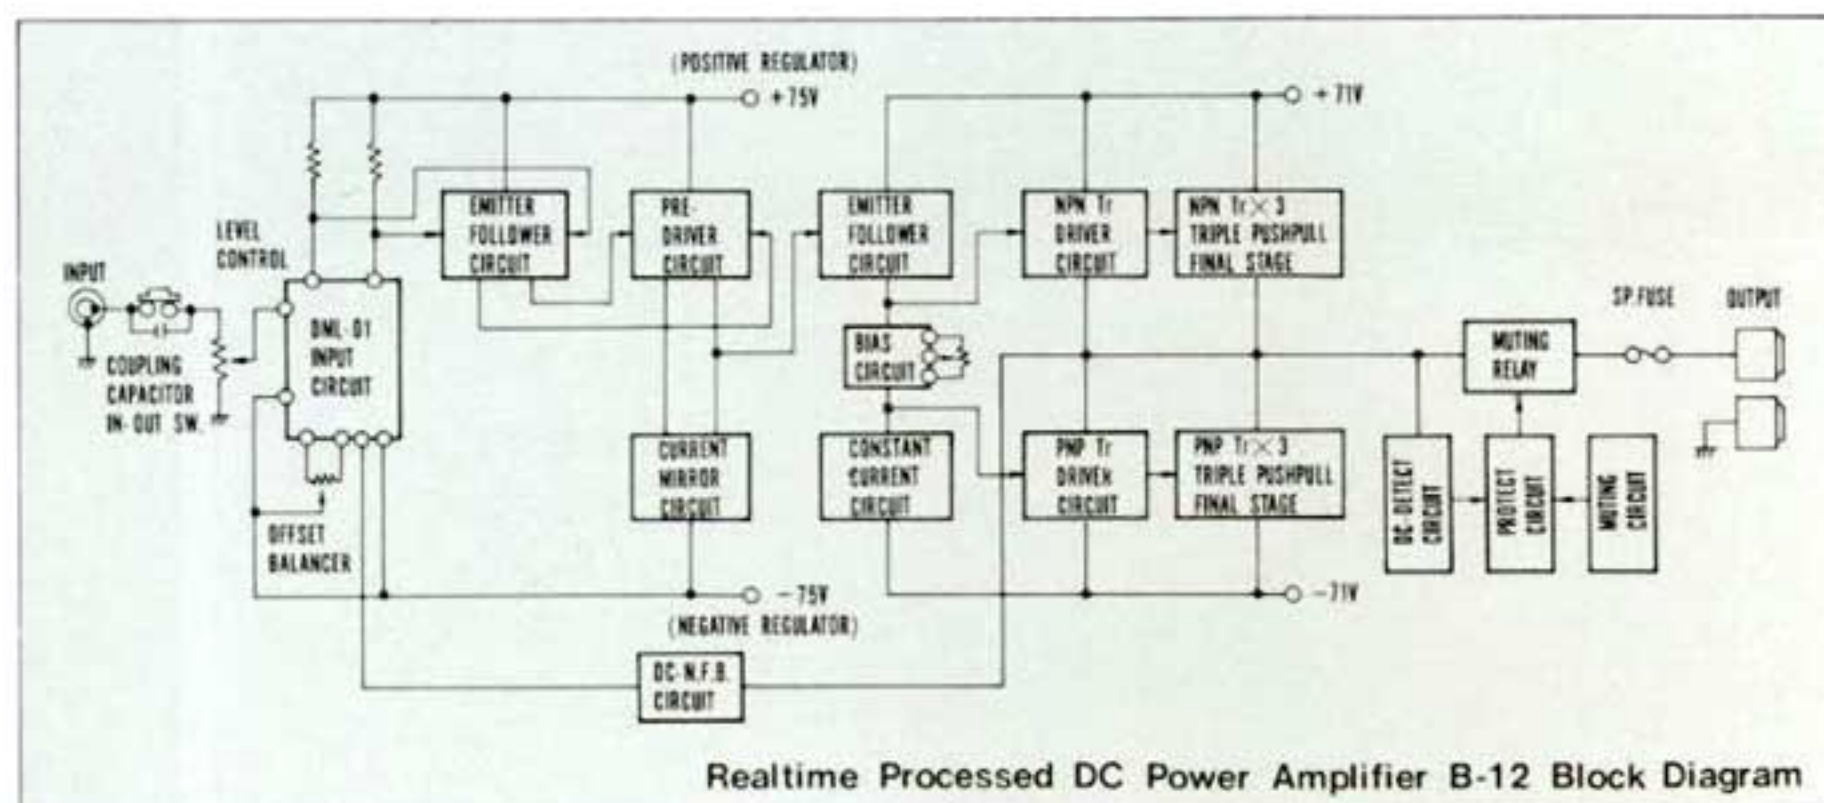 (POSITIVE REGULATOR)
+75V
+71V
LEVEL
CONTROL
INPUT
EMITTER
FOLLOWER
CIRCUIT
PRE-
DRIVER
CIRCUIT
EMITTER
FOLLOWER
CIRCUIT
NPN Tr
DRIVER
CIRCUIT
NPN Tr×3
TRIPLE PUSHPULL
FINAL STAGE
COUPLING
CAPACITOR
IN-OUT SW.
DML-01
INPUT
CIRCUIT
BIAS
CIRCUIT
MUTING
RELAY
SP.FUSE
OUTPUT
OFFSET
BALANCER
CURRENT
MIRROR
CIRCUIT
CONSTANT
CURRENT
CIRCUIT
PNP Tr
DRIVER
CIRCUIT
PNP Tr×3
TRIPLE PUSHPULL
FINAL STAGE
DC-DETECT
CIRCUIT
PROTECT
CIRCUIT
MUTING
CIRCUIT
-75V
(NEGATIVE REGULATOR)
-71V
DC-N.F.B.
CIRCUIT
Realtime Processed DC Power Amplifier B-12 Block Diagram